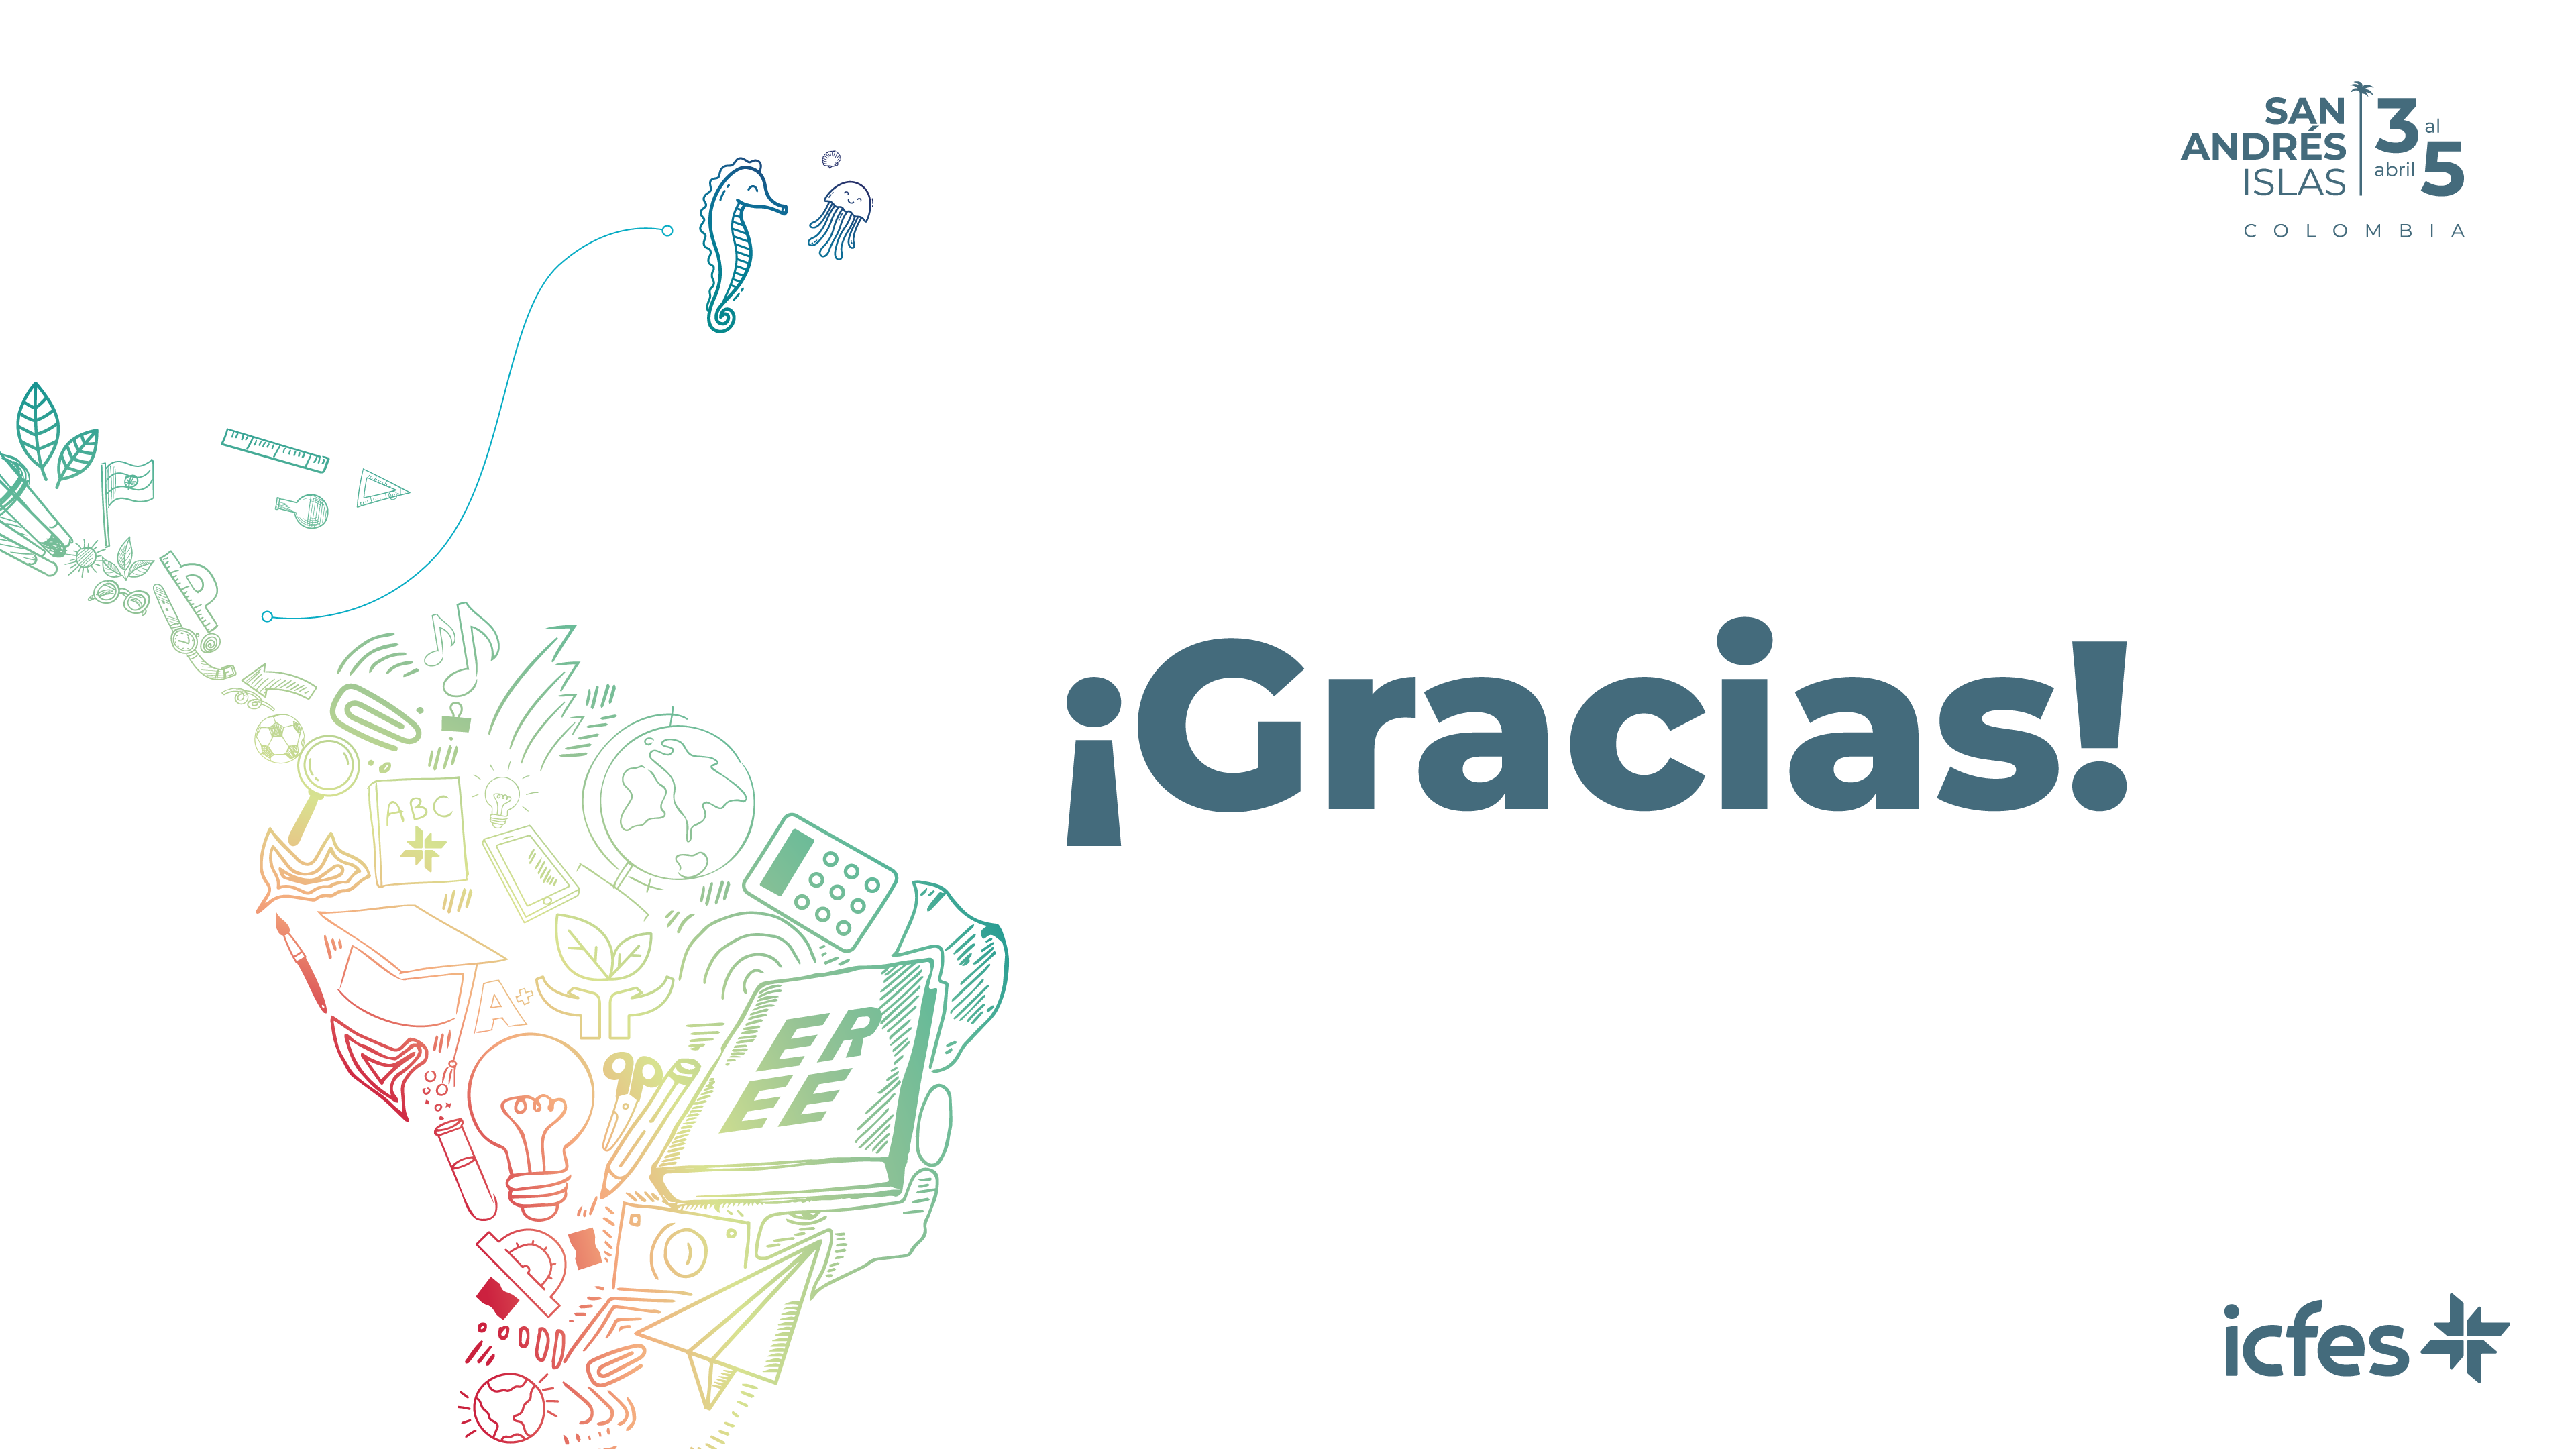 SAN
ANDRÉS
ISLAS
3 al
abril 5
COLOMBIA
¡Gracias!
ABC
A+
ER
EE
icfes